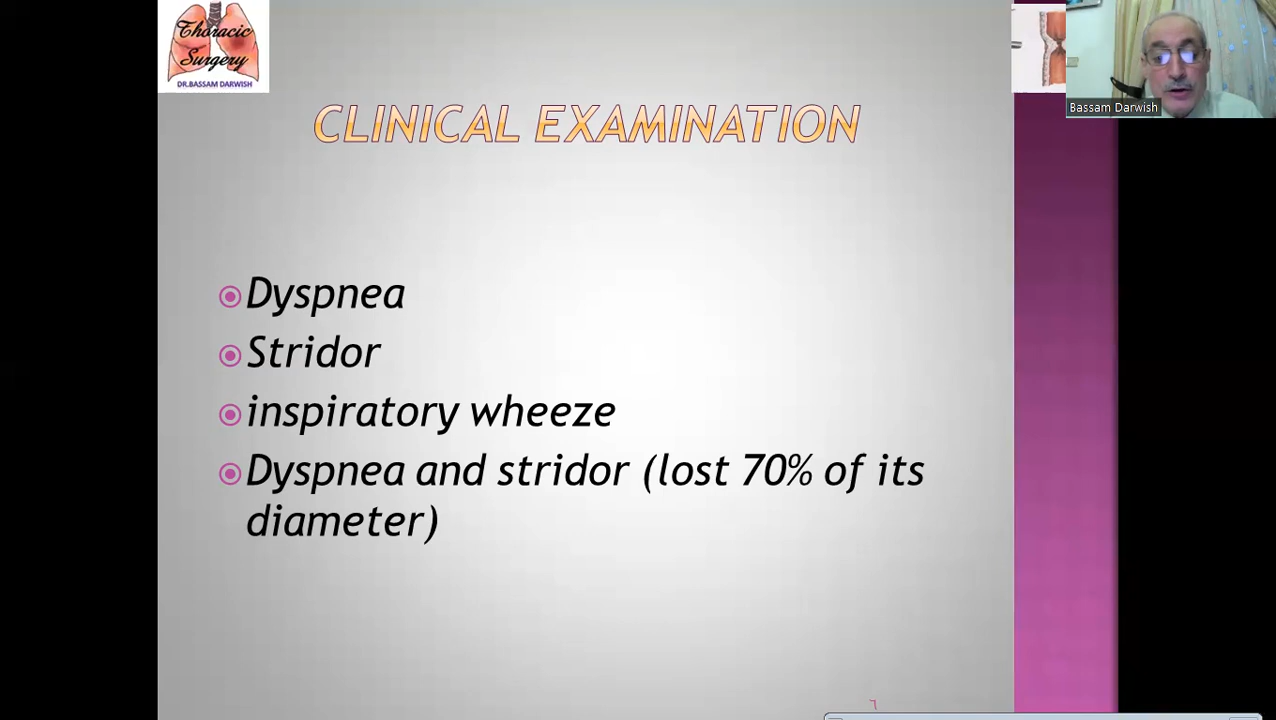 Thoracic
Surgery
DR.BASSAM DARWISH
Bassam Darwish
CLINICAL EXAMINATION
Dyspnea
Stridor
inspiratory wheeze
Dyspnea and stridor (lost 70% of its
diameter)